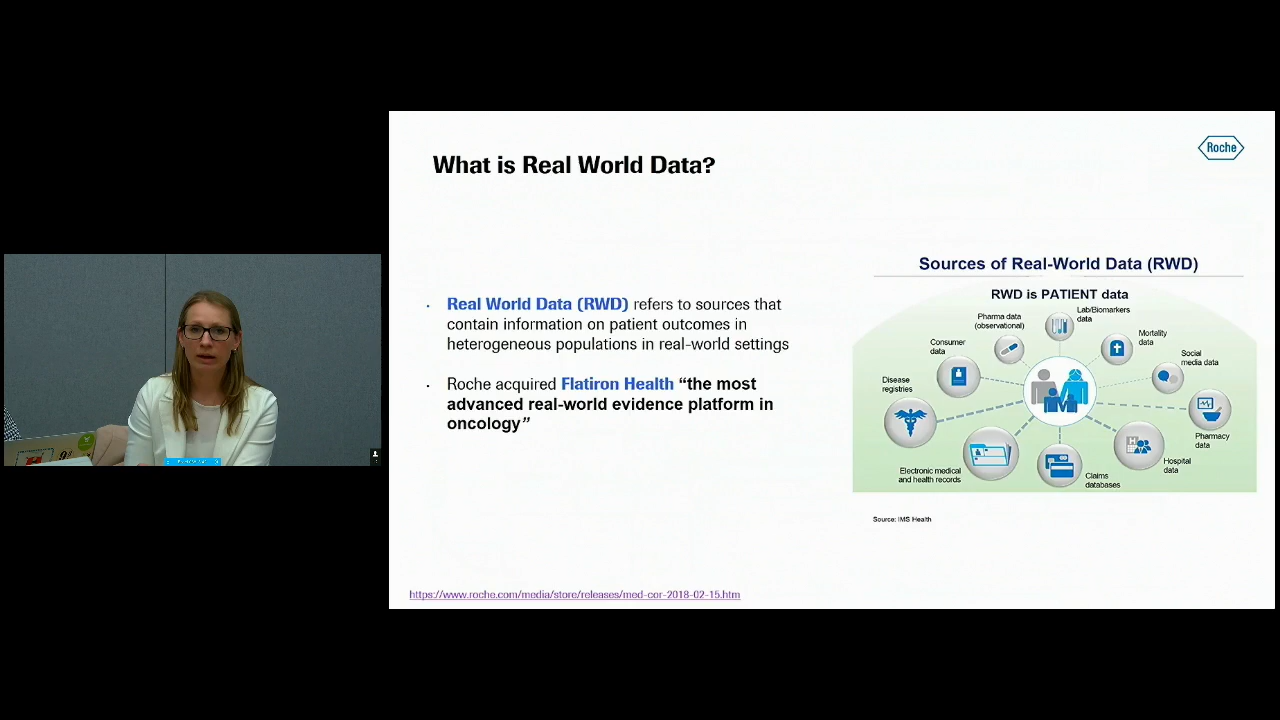 What is Real World Data?
Roche
Real World Data (RWD) refers to sources that
contain information on patient outcomes in
heterogeneous populations in real-world settings
Roche acquired Flatiron Health “the most
advanced real-world evidence platform in
oncology”
Sources of Real-World Data (RWD)
RWD is PATIENT data
Lab/Biomarkers
data
Pharma data
(observational)
Mortality
data
Consumer
data
Social
media data
Disease
registries
Pharmacy
data
Hospital
data
Electronic medical
and health records
Claims
databases
Source: IMS Health
https://www.roche.com/media/store/releases/med-cor-2018-02-15.htm